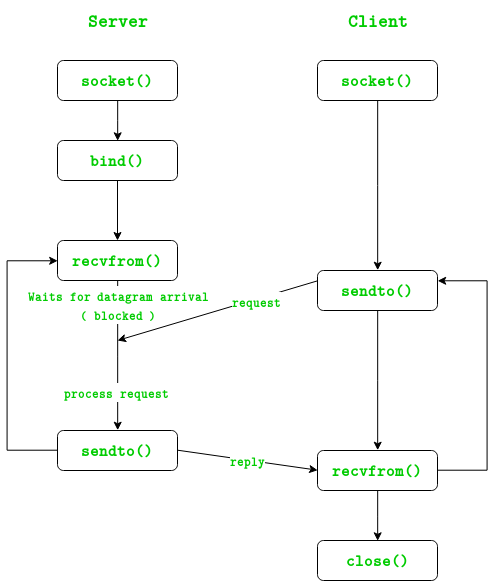 Server
Client
socket()
socket()
bind()
recvfrom()
Waits for datagram arrival
( blocked )
sendto()
request
process request
sendto()
reply
recvfrom()
close()